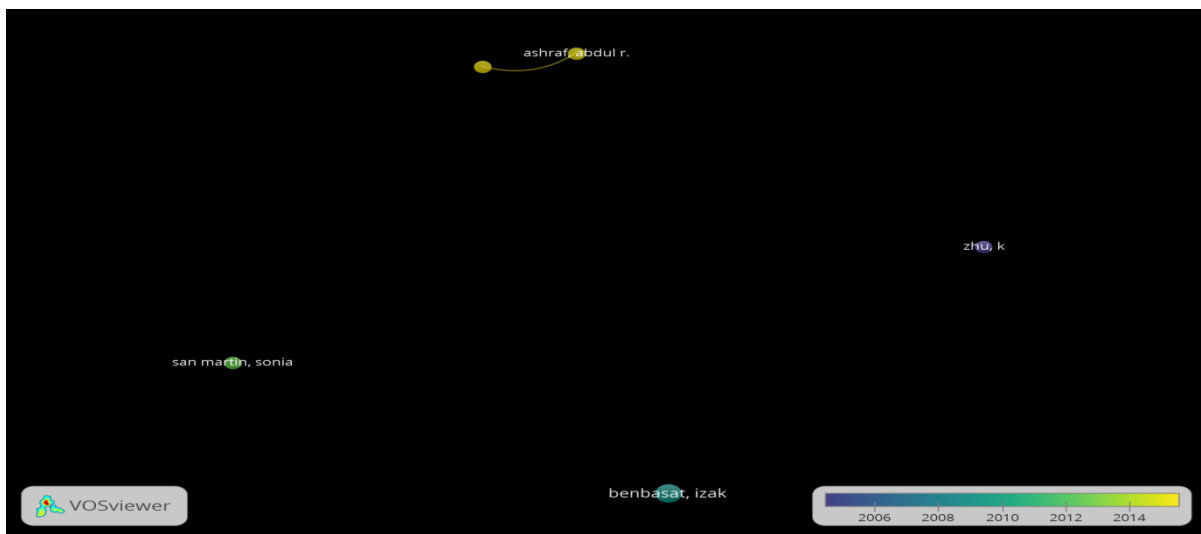 ashraf, abdul r.
zhu, k
san martin, sonia
benbasat, izak
VOSviewer
2006 2008 2010 2012 2014